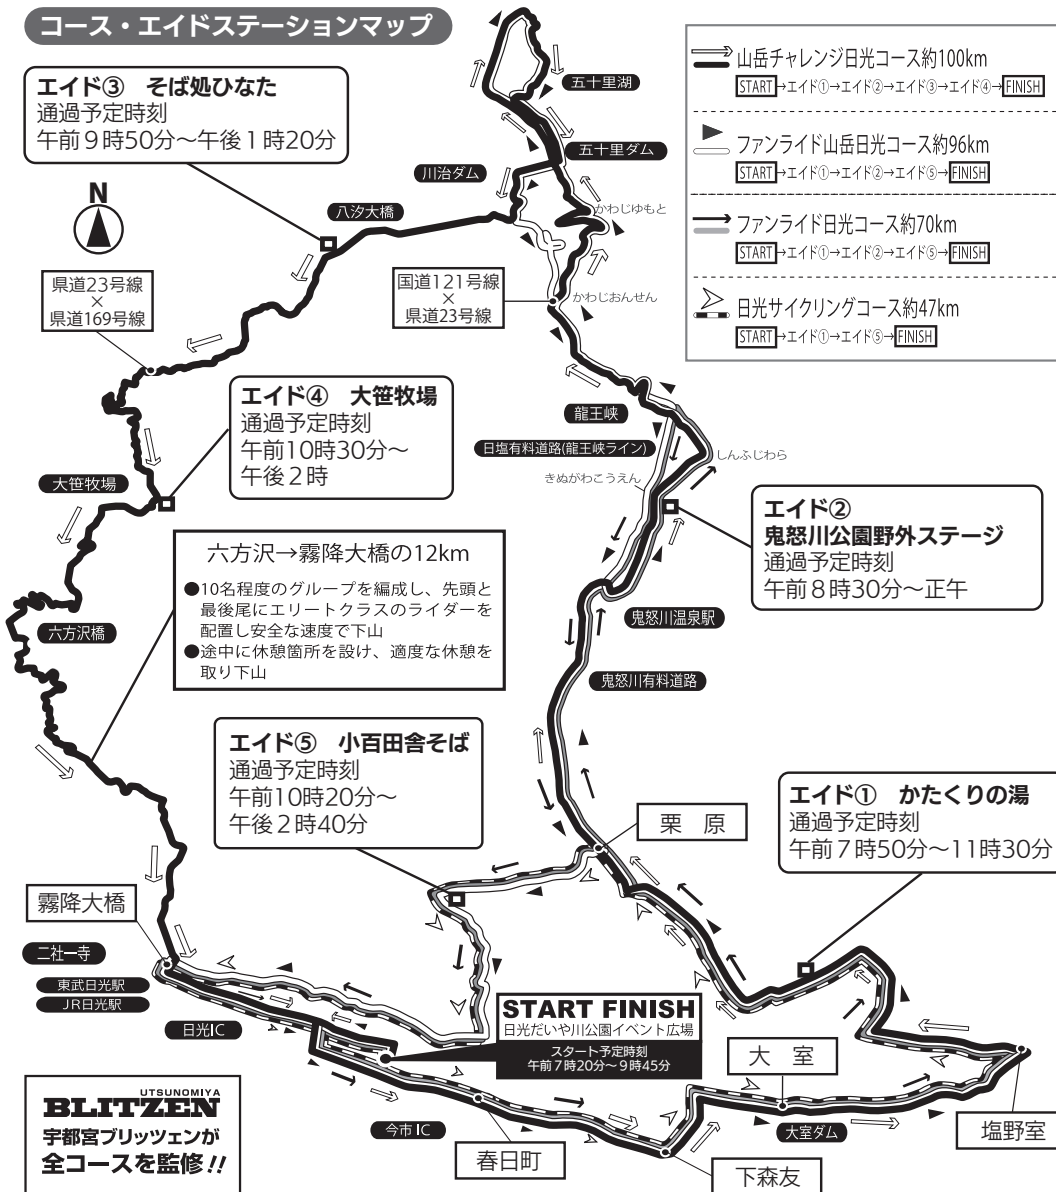 コース・エイドステーションマップ
エイド③ そば処ひなた
通過予定時刻
午前9時50分～午後1時20分
N
山岳チャレンジ日光コース約100km
START→エイド①→エイド②→エイド③→エイド④→FINISH
ファンライド山岳日光コース約96km
START→エイド①→エイド②→エイド⑤→FINISH
ファンライド日光コース約70km
START→エイド①→エイド②→エイド⑤→FINISH
日光サイクリングコース約47km
START→エイド①→エイド⑤→FINISH
五十里湖
五十里ダム
川治ダム
八汐大橋
かわじゆもと
県道23号線
×
県道169号線
国道121号線
×
県道23号線
かわじおんせん
エイド④ 大笹牧場
通過予定時刻
午前10時30分～
午後2時
龍王峡
日塩有料道路(龍王峡ライン)
しんふじわら
きぬがわこうえん
大笹牧場
エイド②
鬼怒川公園野外ステージ
通過予定時刻
午前8時30分～正午
六方沢→霧降大橋の12km
●10名程度のグループを編成し、先頭と
最後尾にエリートクラスのライダーを
配置し安全な速度で下山
●途中に休憩箇所を設け、適度な休憩を
取り下山
六方沢橋
鬼怒川温泉駅
鬼怒川有料道路
エイド⑤ 小百田舎そば
通過予定時刻
午前10時20分～
午後2時40分
栗原
エイド① かたくりの湯
通過予定時刻
午前7時50分～11時30分
霧降大橋
二社一寺
東武日光駅
JR日光駅
日光IC
START FINISH
日光だいや川公園イベント広場
スタート予定時刻
午前7時20分～9時45分
大室
大室ダム
塩野室
今市IC
春日町
下森友
UTSUNOMIYA
BLITZEN
宇都宮ブリッツェンが
全コースを監修!!